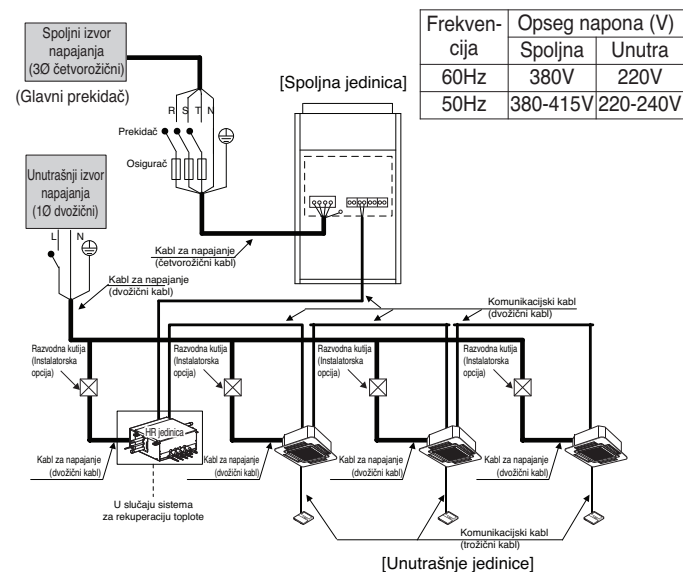 Spoljni izvor
napajanja
(3Ø četvorožični)
(Glavni prekidač)
R S T N
Prekidač
Osigurač
[Spoljna jedinica]
Frekven-
cija
Opseg napona (V)
Spoljna Unutra
60Hz 380V 220V
50Hz 380-415V 220-240V
Unutrašnji izvor
napajanja
(1Ø dvožični)
L N
Kabl za napajanje
(četvorožični kabl)
Kabl za napajanje
(dvožični kabl)
Komunikacijski kabl
(dvožični kabl)
Razvodna kutija
(Instalatorska
opcija)
Razvodna kutija
(Instalatorska
opcija)
Razvodna kutija
(Instalatorska
opcija)
Razvodna kutija
(Instalatorska
opcija)
HR jedinica
Kabl za napajanje
(dvožični kabl)
Kabl za napajanje
(dvožični kabl)
Kabl za napajanje
(dvožični kabl)
Kabl za napajanje
(dvožični kabl)
U slučaju sistema
za rekuperaciju toplote
Komunikacijski kabl
(trožični kabl)
[Unutrašnje jedinice]